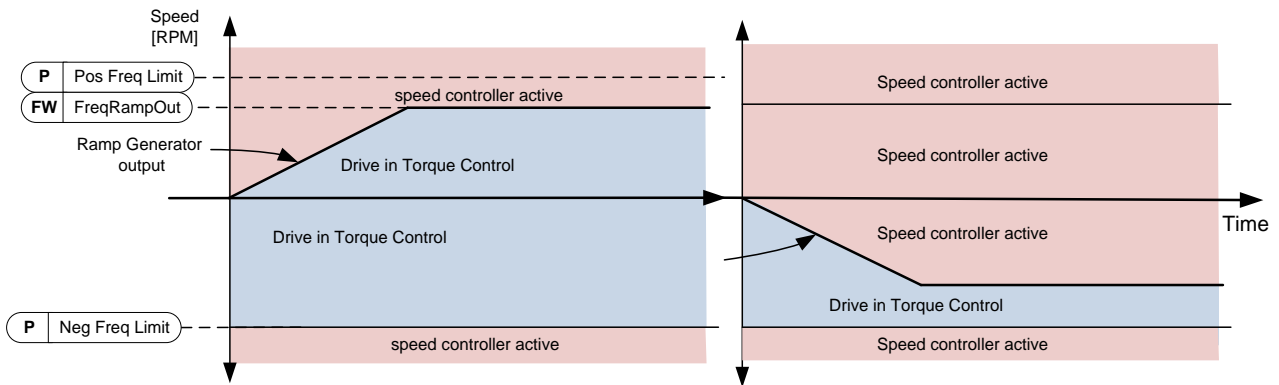 Speed
[RPM]
P Pos Freq Limit
FW FreqRampOut
Ramp Generator
output
speed controller active
Drive in Torque Control
Drive in Torque Control
P Neg Freq Limit
speed controller active
Speed controller active
Speed controller active
Speed controller active
Time
Drive in Torque Control
Speed controller active